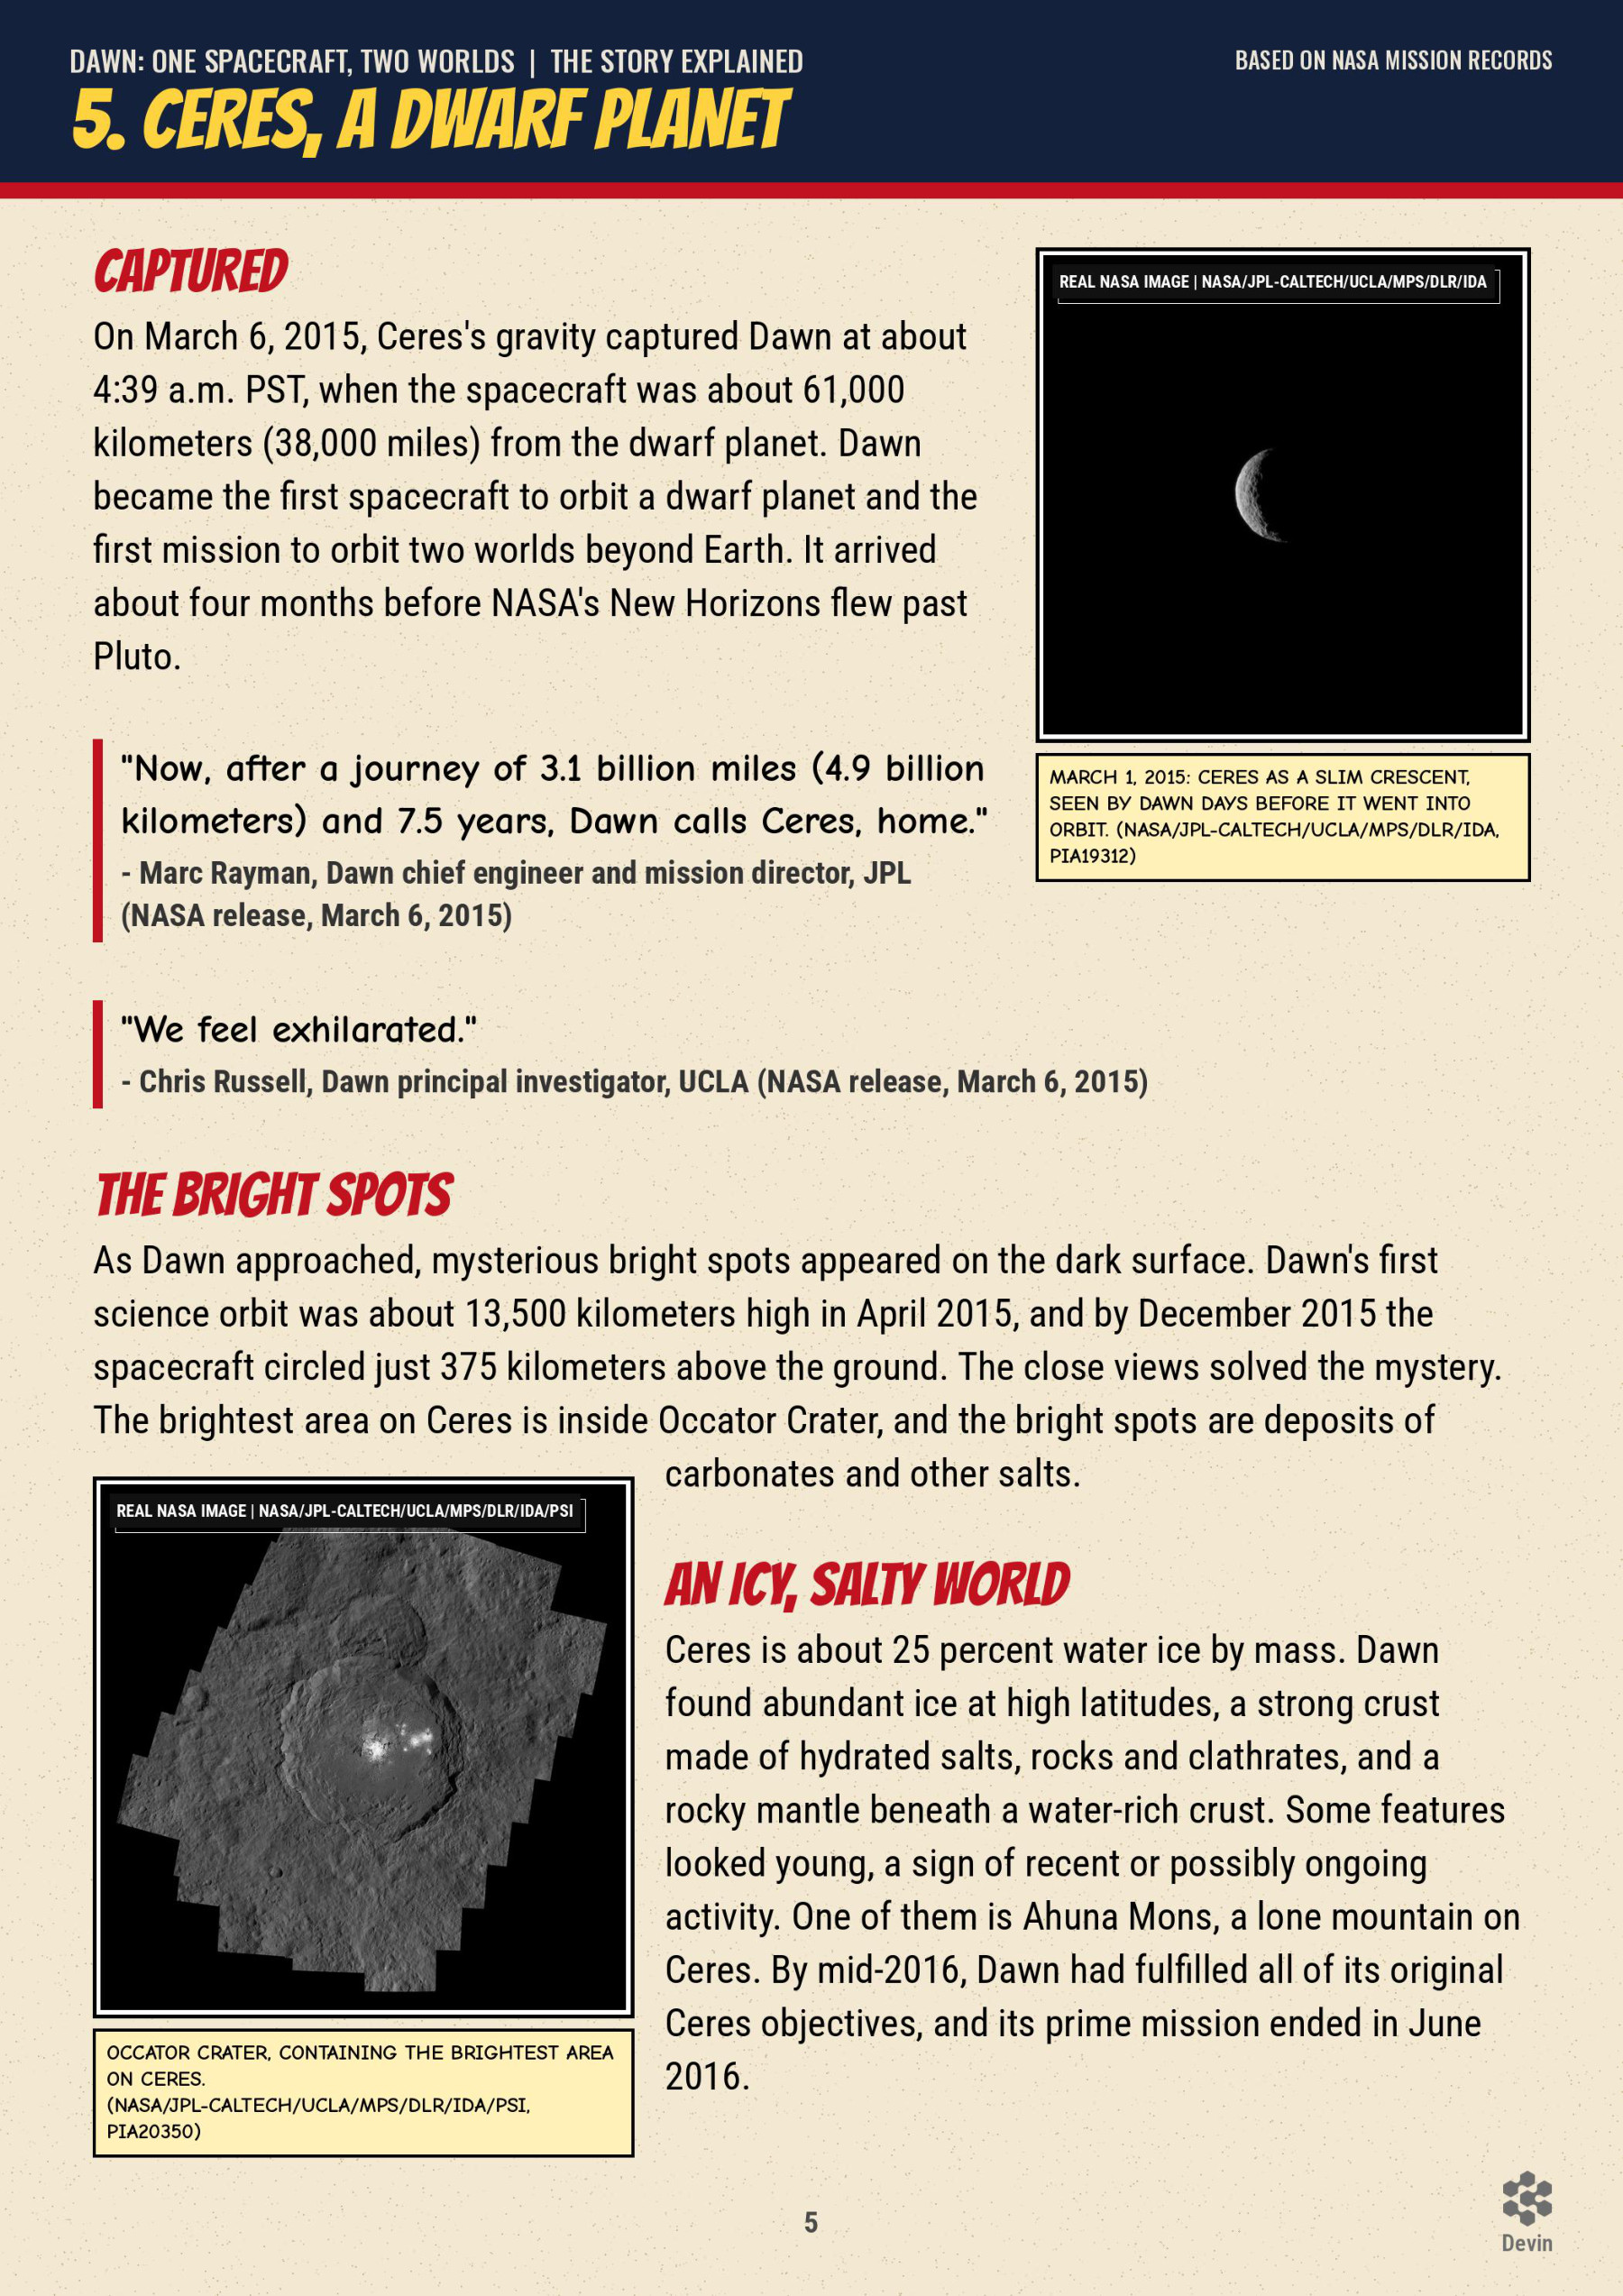 DAWN: ONE SPACECRAFT, TWO WORLDS | THE STORY EXPLAINED
BASED ON NASA MISSION RECORDS
5. CERES, A DWARF PLANET
CAPTURED
On March 6, 2015, Ceres's gravity captured Dawn at about
4:39 a.m. PST, when the spacecraft was about 61,000
kilometers (38,000 miles) from the dwarf planet. Dawn
became the first spacecraft to orbit a dwarf planet and the
first mission to orbit two worlds beyond Earth. It arrived
about four months before NASA's New Horizons flew past
Pluto.
REAL NASA IMAGE | NASA/JPL-CALTECH/UCLA/MPS/DLR/IDA
MARCH 1, 2015: CERES AS A SLIM CRESCENT,
SEEN BY DAWN DAYS BEFORE IT WENT INTO
ORBIT. (NASA/JPL-CALTECH/UCLA/MPS/DLR/IDA,
PIA19312)
"Now, after a journey of 3.1 billion miles (4.9 billion
kilometers) and 7.5 years, Dawn calls Ceres, home."
- Marc Rayman, Dawn chief engineer and mission director, JPL
(NASA release, March 6, 2015)
"We feel exhilarated."
- Chris Russell, Dawn principal investigator, UCLA (NASA release, March 6, 2015)
THE BRIGHT SPOTS
As Dawn approached, mysterious bright spots appeared on the dark surface. Dawn's first
science orbit was about 13,500 kilometers high in April 2015, and by December 2015 the
spacecraft circled just 375 kilometers above the ground. The close views solved the mystery.
The brightest area on Ceres is inside Occator Crater, and the bright spots are deposits of
carbonates and other salts.
REAL NASA IMAGE | NASA/JPL-CALTECH/UCLA/MPS/DLR/IDA/PSI
OCCATOR CRATER, CONTAINING THE BRIGHTEST AREA
ON CERES.
(NASA/JPL-CALTECH/UCLA/MPS/DLR/IDA/PSI,
PIA20350)
AN ICY, SALTY WORLD
Ceres is about 25 percent water ice by mass. Dawn
found abundant ice at high latitudes, a strong crust
made of hydrated salts, rocks and clathrates, and a
rocky mantle beneath a water-rich crust. Some features
looked young, a sign of recent or possibly ongoing
activity. One of them is Ahuna Mons, a lone mountain on
Ceres. By mid-2016, Dawn had fulfilled all of its original
Ceres objectives, and its prime mission ended in June
2016.
5
Devin